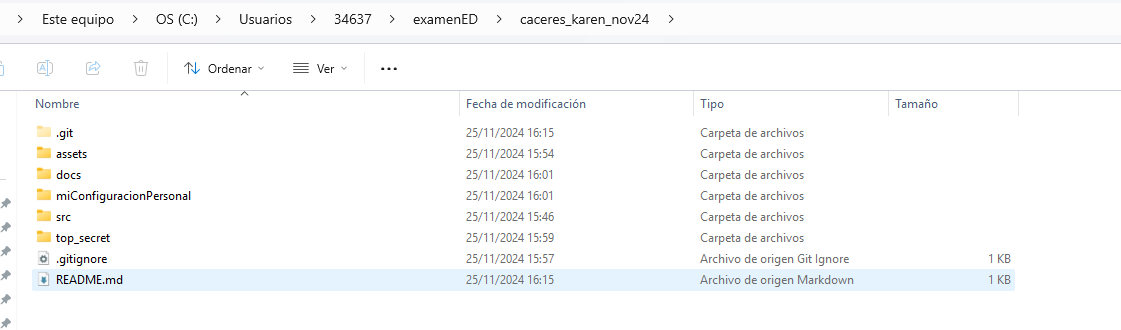 Este equipo > OS (C:) > Usuarios > 34637 > examenED > caceres_karen_nov24 >
Ordenar Ver ...
Nombre Fecha de modificación Tipo Tamaño
.git 25/11/2024 16:15 Carpeta de archivos
assets 25/11/2024 15:54 Carpeta de archivos
docs 25/11/2024 16:01 Carpeta de archivos
miConfiguracionPersonal 25/11/2024 16:01 Carpeta de archivos
src 25/11/2024 15:46 Carpeta de archivos
top_secret 25/11/2024 15:59 Carpeta de archivos
.gitignore 25/11/2024 15:57 Archivo de origen Git Ignore 1 KB
README.md 25/11/2024 16:15 Archivo de origen Markdown 1 KB